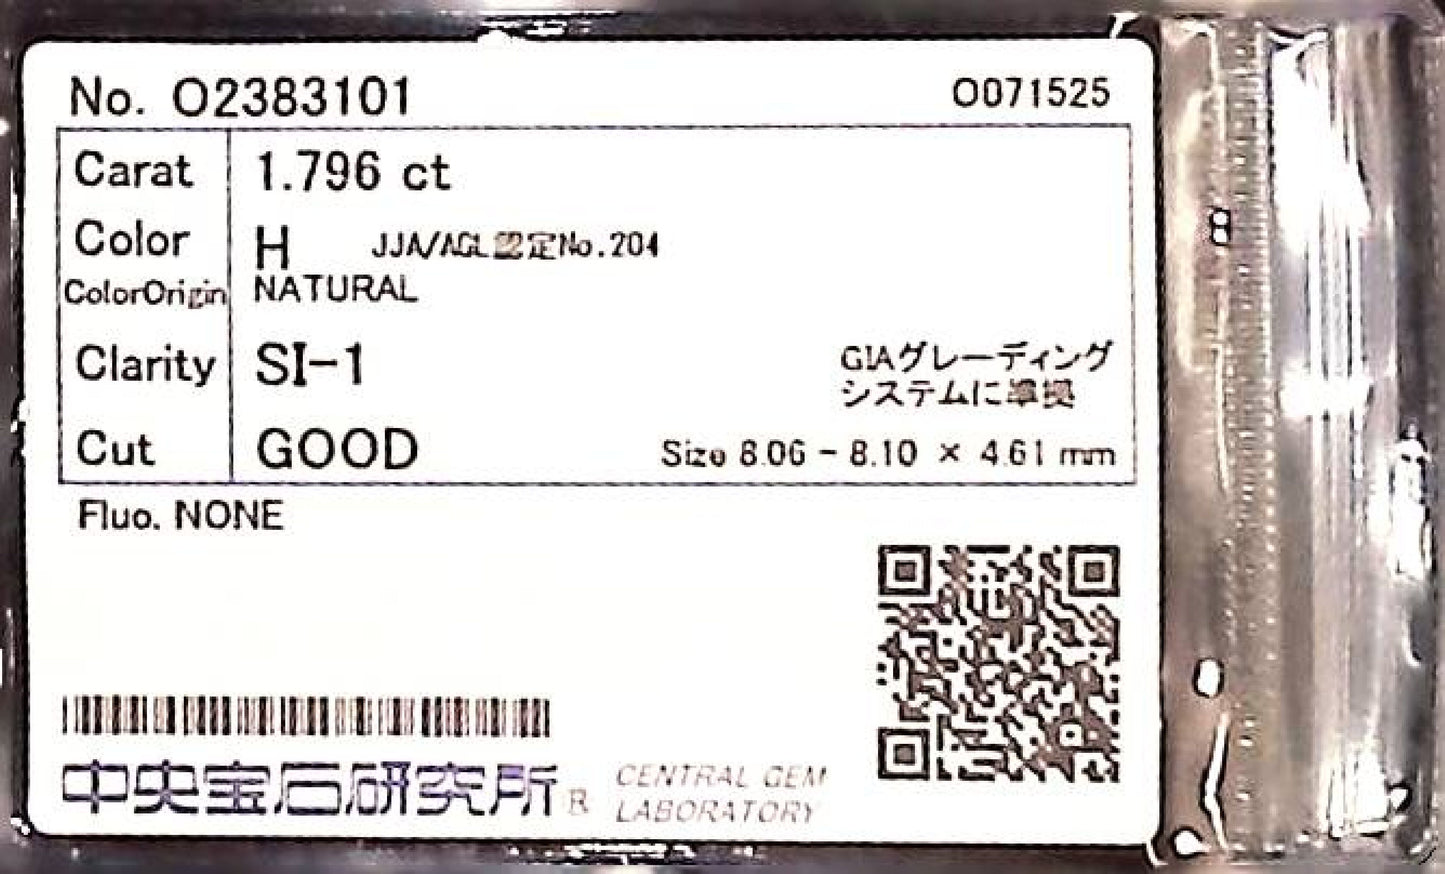 No. O2383101
O071525
Carat 1.796 ct
Color H JJA/AGL認定No.204
ColorOrigin NATURAL
Clarity SI-1
GIAグレーディング
システムに準拠
Cut GOOD Size 8.06 - 8.10 × 4.61 mm
Fluo. NONE
中央宝石研究所 R
CENTRAL GEM
LABORATORY